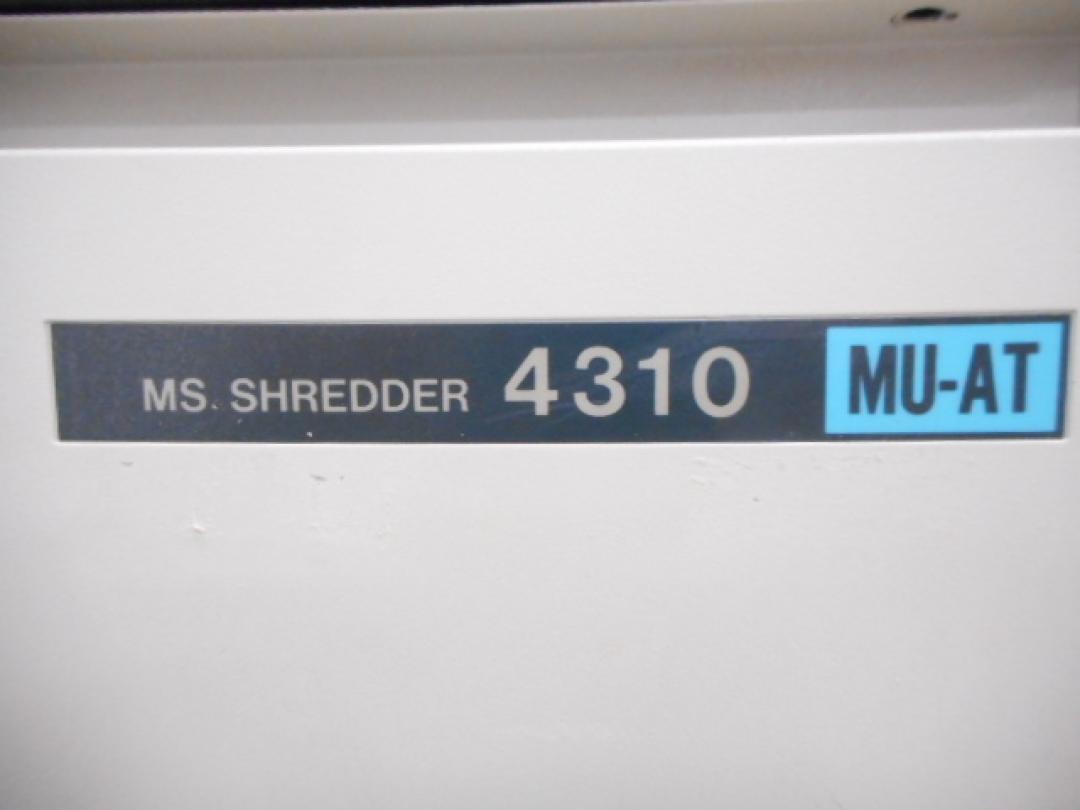 MS. SHREDDER 4310 MU-AT